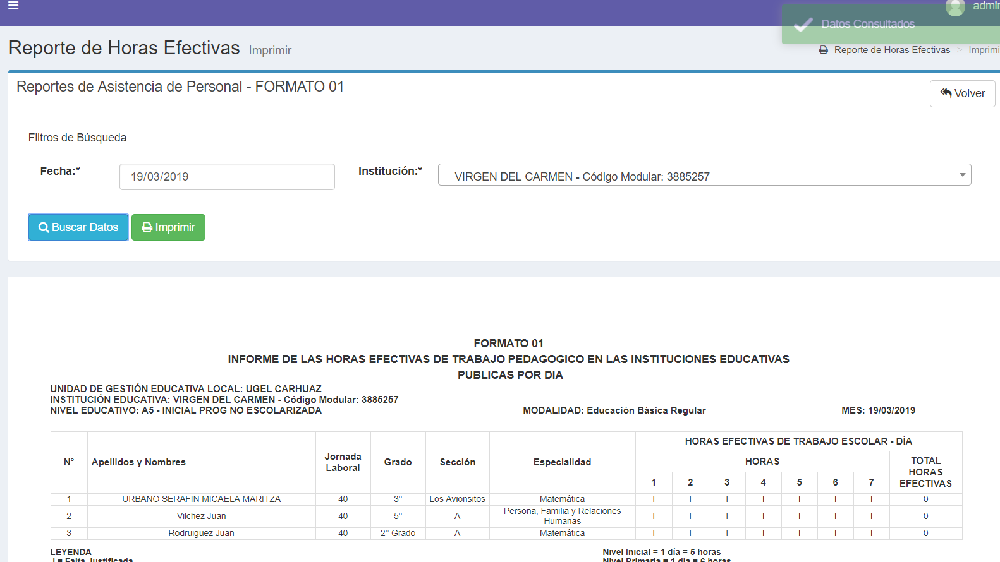 admin
Datos Consultados
Reporte de Horas Efectivas Imprimir
Reporte de Horas Efectivas > Imprimi
Reportes de Asistencia de Personal - FORMATO 01
Volver
Filtros de Búsqueda
Fecha:* 19/03/2019 Institución:* VIRGEN DEL CARMEN - Código Modular: 3885257
Buscar Datos Imprimir
FORMATO 01
INFORME DE LAS HORAS EFECTIVAS DE TRABAJO PEDAGOGICO EN LAS INSTITUCIONES EDUCATIVAS
PUBLICAS POR DIA
UNIDAD DE GESTIÓN EDUCATIVA LOCAL: UGEL CARHUAZ
INSTITUCIÓN EDUCATIVA: VIRGEN DEL CARMEN - Código Modular: 3885257
NIVEL EDUCATIVO: A5 - INICIAL PROG NO ESCOLARIZADA MODALIDAD: Educación Básica Regular MES: 19/03/2019
N° Apellidos y Nombres Jornada Laboral Grado Sección Especialidad HORAS EFECTIVAS DE TRABAJO ESCOLAR - DÍA
HORAS TOTAL HORAS EFECTIVAS
1 2 3 4 5 6 7
1 URBANO SERAFIN MICAELA MARITZA 40 3° Los Avionsitos Matemática I I I I I I I 0
2 Vilchez Juan 40 5° A Persona, Familia y Relaciones Humanas I I I I I I I 0
3 Rodruiguez Juan 40 2° Grado A Matemática I I I I I I I 0
LEYENDA Nivel Inicial = 1 día = 5 horas
J = Falta Justificada Nivel Primaria = 1 día = 6 horas